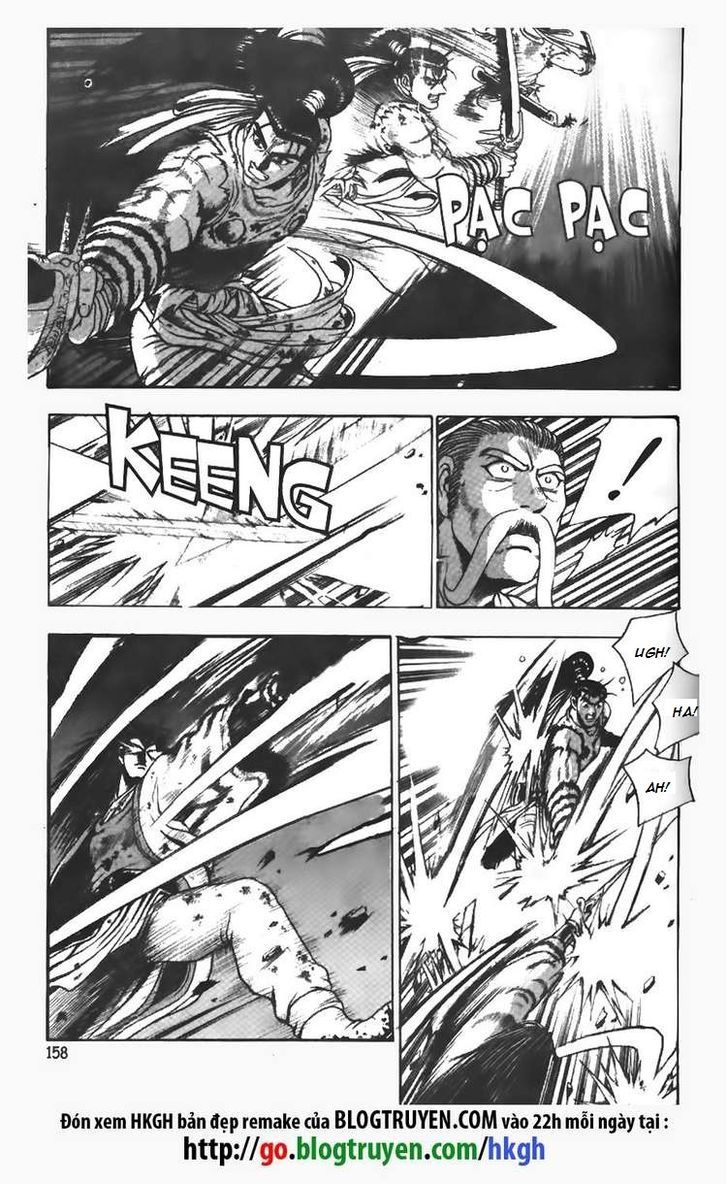 PẠC PẠC
KEENG
!
UGH!
HA!
AH!
158
Đón xem HKGH bản đẹp remake của BLOGTRUYEN.COM vào 22h mỗi ngày tại :
http://go.blogtruyen.com/hkgh